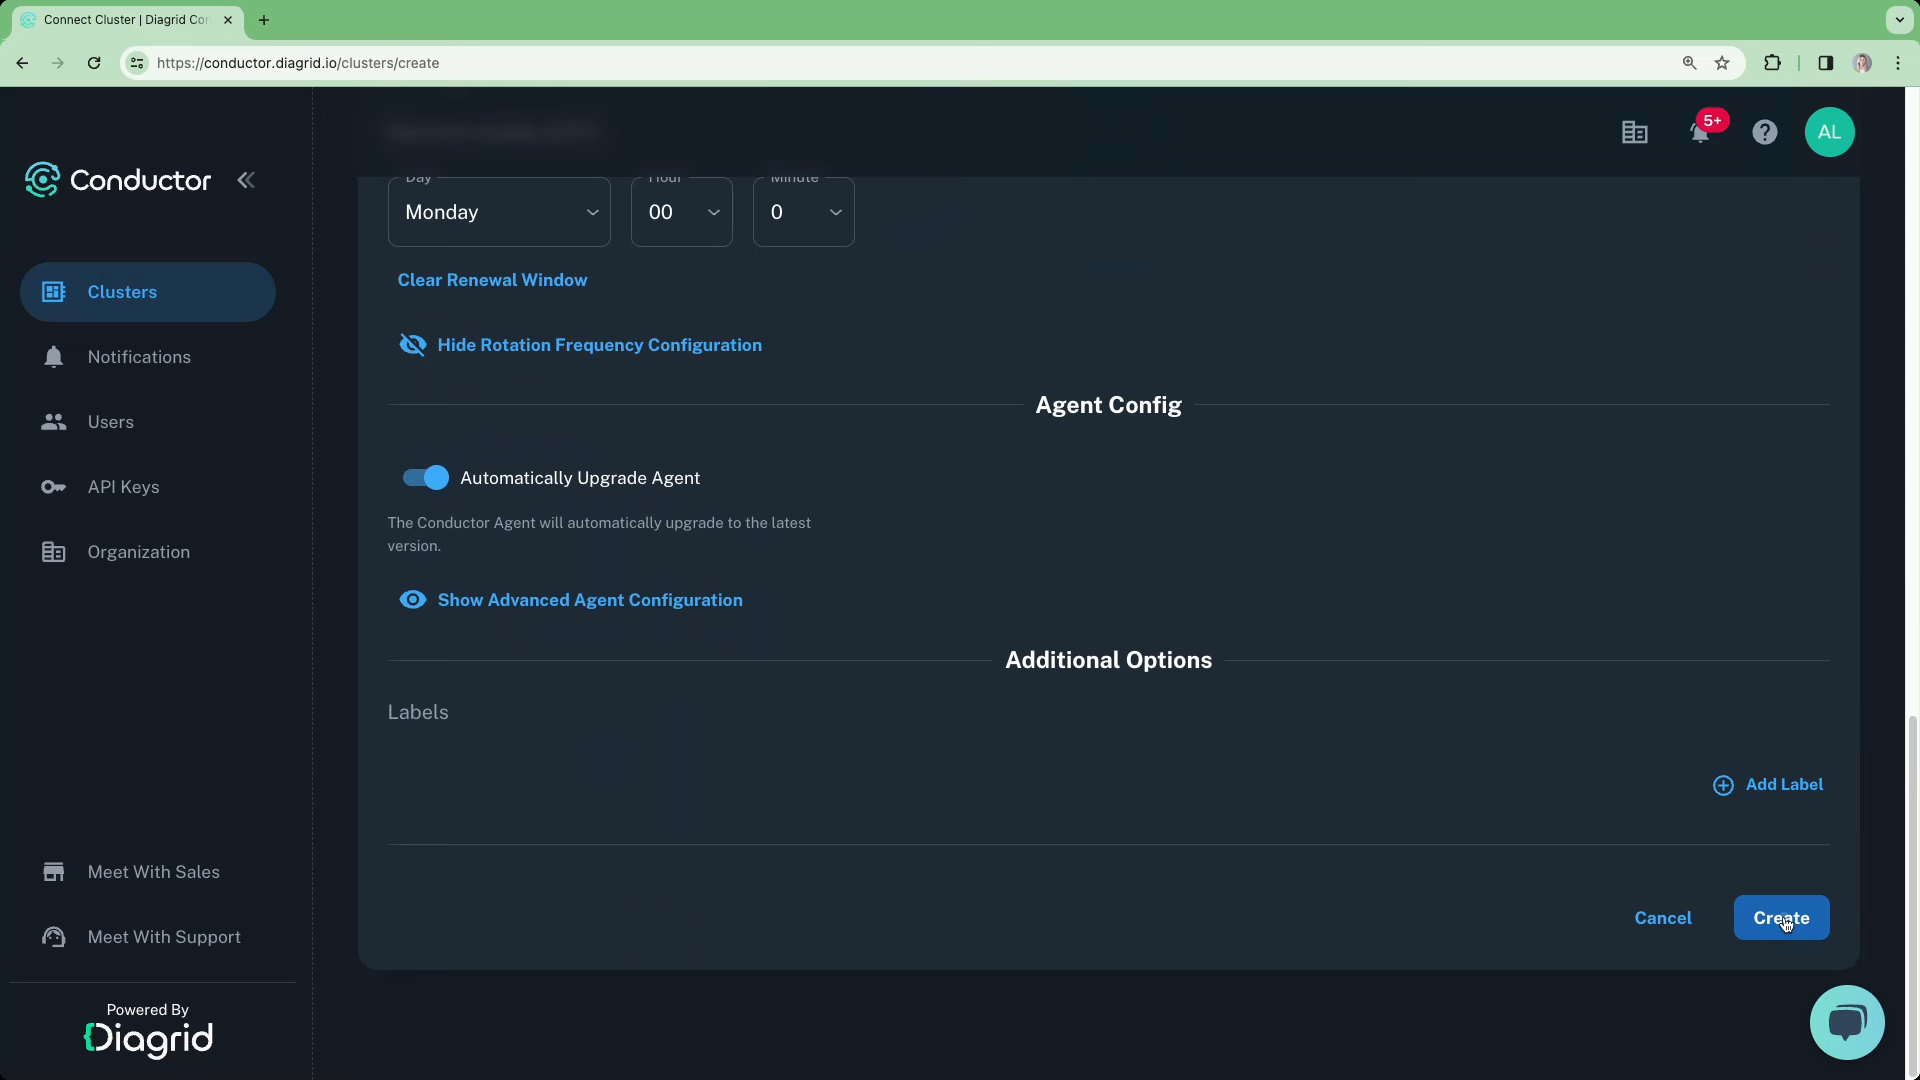 Connect Cluster | Diagrid Con
https://conductor.diagrid.io/clusters/create
5+
AL
Conductor
Day
Hour
Minute
Monday
00
0
Clear Renewal Window
Clusters
Hide Rotation Frequency Configuration
Notifications
Agent Config
Users
Automatically Upgrade Agent
API Keys
The Conductor Agent will automatically upgrade to the latest
version.
Organization
Show Advanced Agent Configuration
Additional Options
Labels
Add Label
Meet With Sales
Cancel
Create
Meet With Support
Powered By
Diagrid